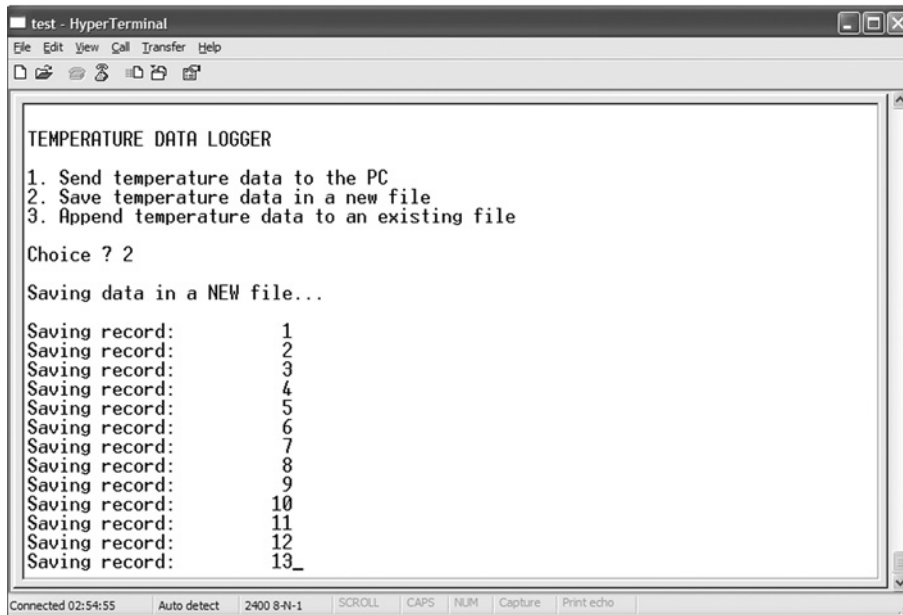 test - HyperTerminal
File Edit View Call Transfer Help
TEMPERATURE DATA LOGGER
1. Send temperature data to the PC
2. Save temperature data in a new file
3. Append temperature data to an existing file
Choice ? 2
Saving data in a NEW file...
Saving record: 1
Saving record: 2
Saving record: 3
Saving record: 4
Saving record: 5
Saving record: 6
Saving record: 7
Saving record: 8
Saving record: 9
Saving record: 10
Saving record: 11
Saving record: 12
Saving record: 13_
Connected 02:54:55 Auto detect 2400 8-N-1 SCROLL CAPS NUM Capture Print echo